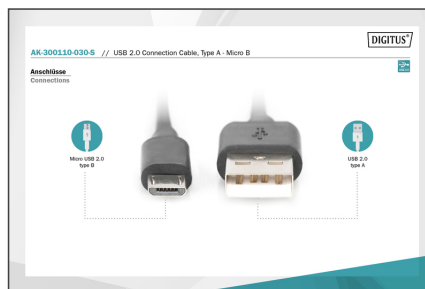 DIGITUS®
AK-300110-030-S // USB 2.0 Connection Cable, Type A - Micro B
Anschlüsse
Connections
Micro USB 2.0
type B
USB 2.0
type A